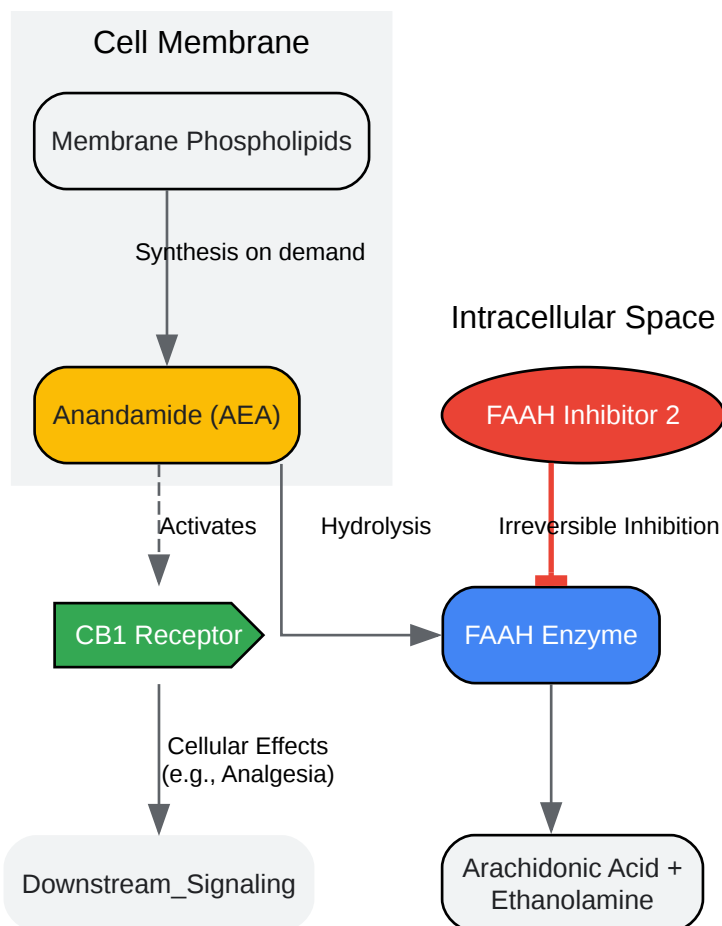 Cell Membrane
Membrane Phospholipids
Synthesis on demand
Intracellular Space
Anandamide (AEA)
FAAH Inhibitor 2
Activates
Hydrolysis
Irreversible Inhibition
CB1 Receptor
FAAH Enzyme
Cellular Effects
(e.g., Analgesia)
Downstream_Signaling
Arachidonic Acid +
Ethanolamine